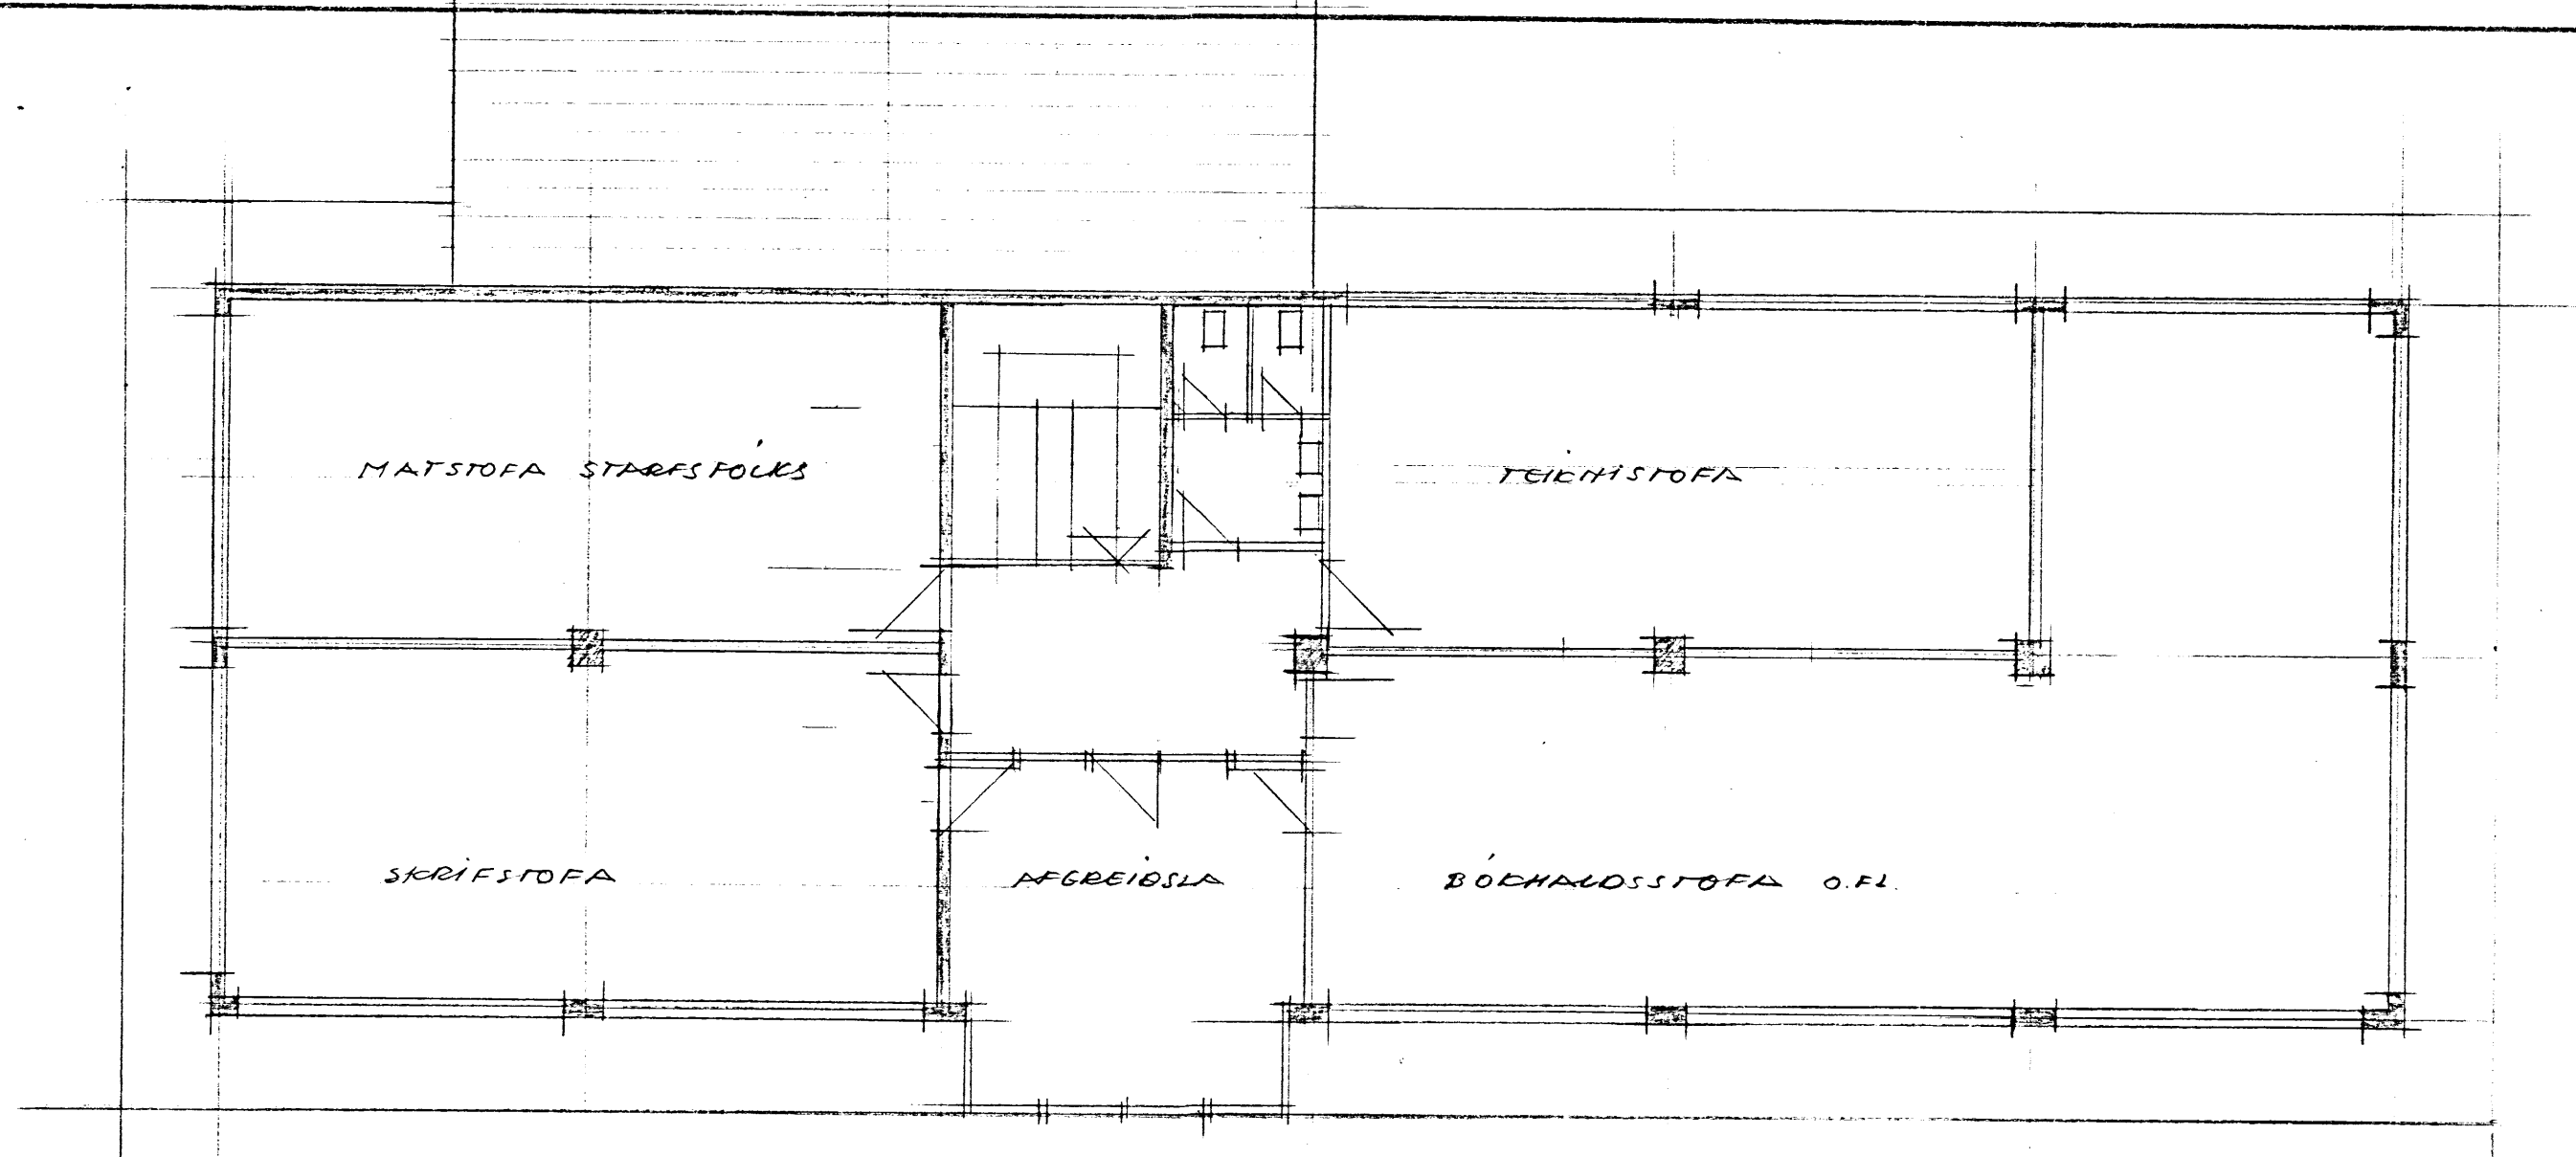 MATSTOFA STARFSFÓLKS
TEIKNISTOFA
SKRIFSTOFA
AFGREIÐSLA
BÓKHALDSSTOFA O.FL.